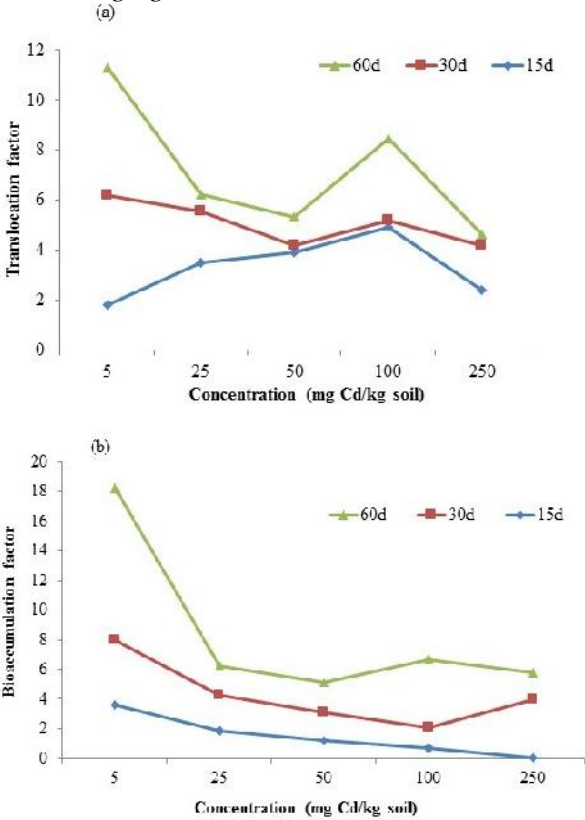 (a)
12
60d 30d 15d
10
8
6
4
2
0
Translocation factor
5 25 50 100 250
Concentration (mg Cd/kg soil)
(b)
20
18
60d 30d 15d
16
14
12
10
8
6
4
2
0
Bioaccumulation factor
5 25 50 100 250
Concentration (mg Cd/kg soil)